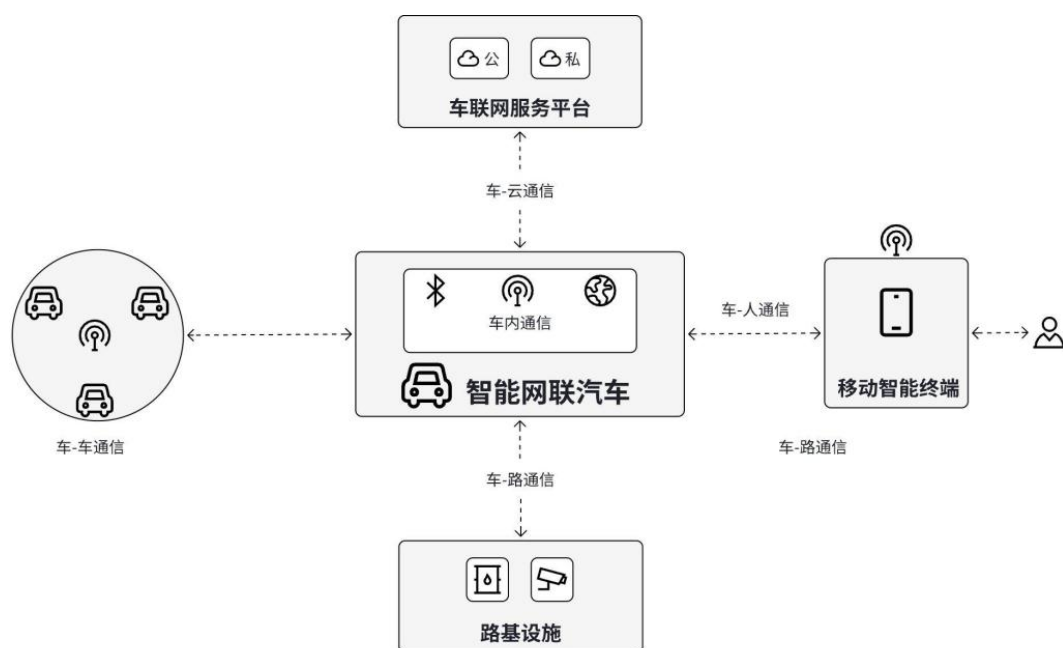 公
私
车联网服务平台
车-云通信
车内通信
智能网联汽车
车-人通信
移动智能终端
车-车通信
车-路通信
车-路通信
路基设施